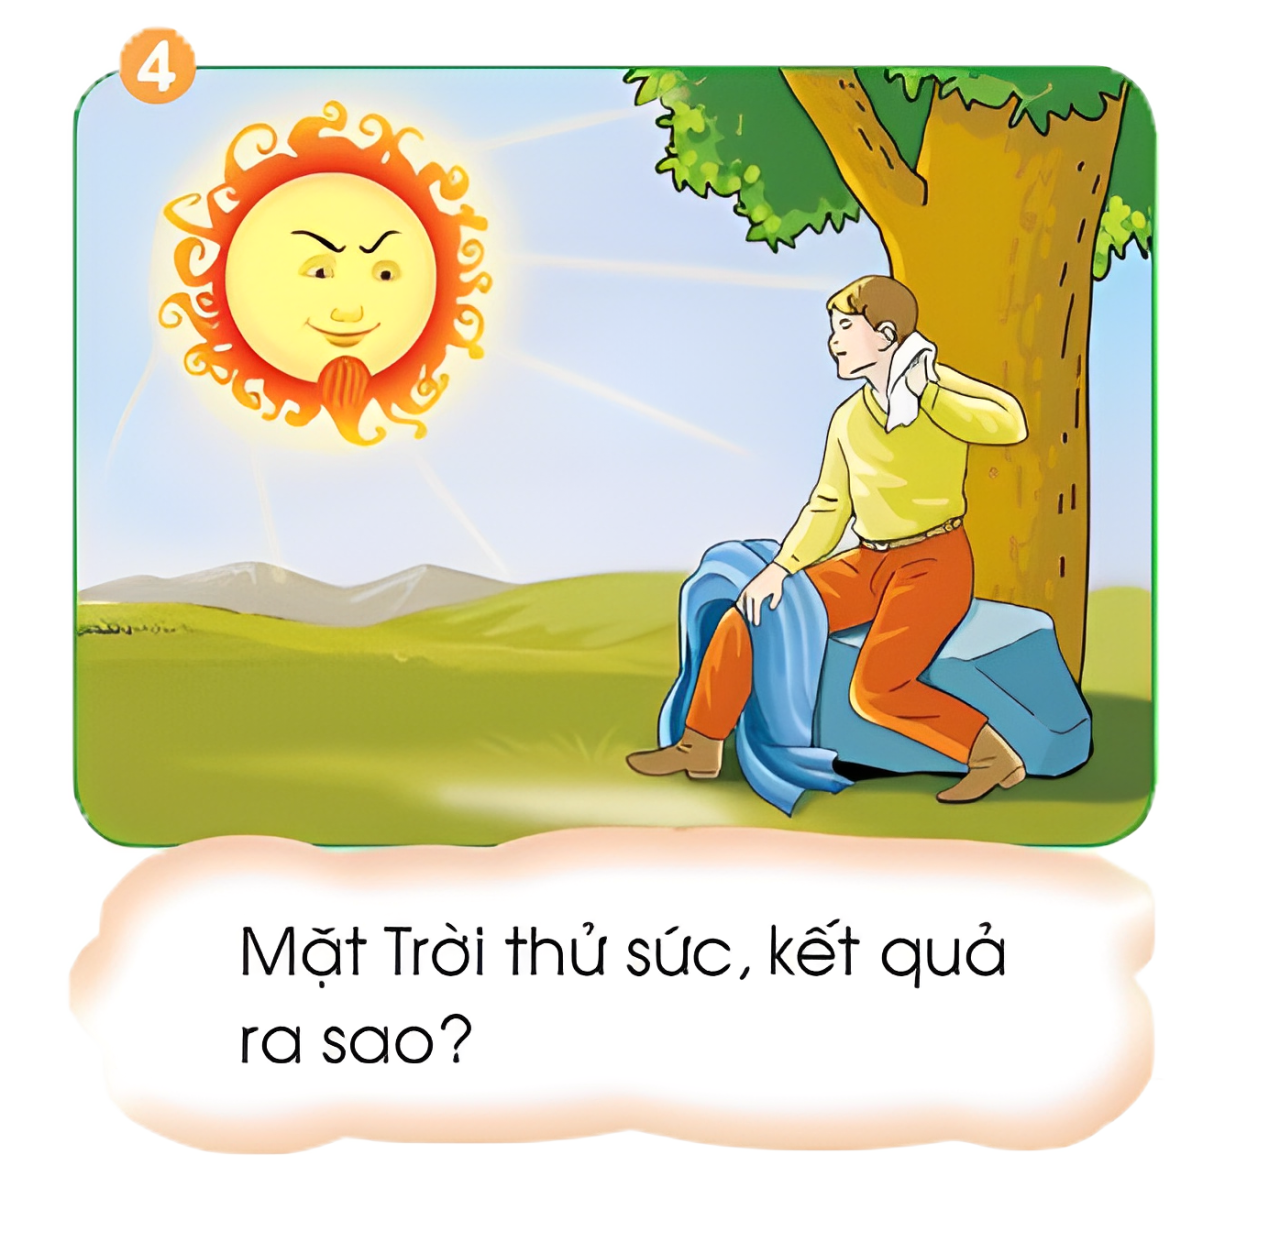 4
Mặt Trời thử sức, kết quả
ra sao?